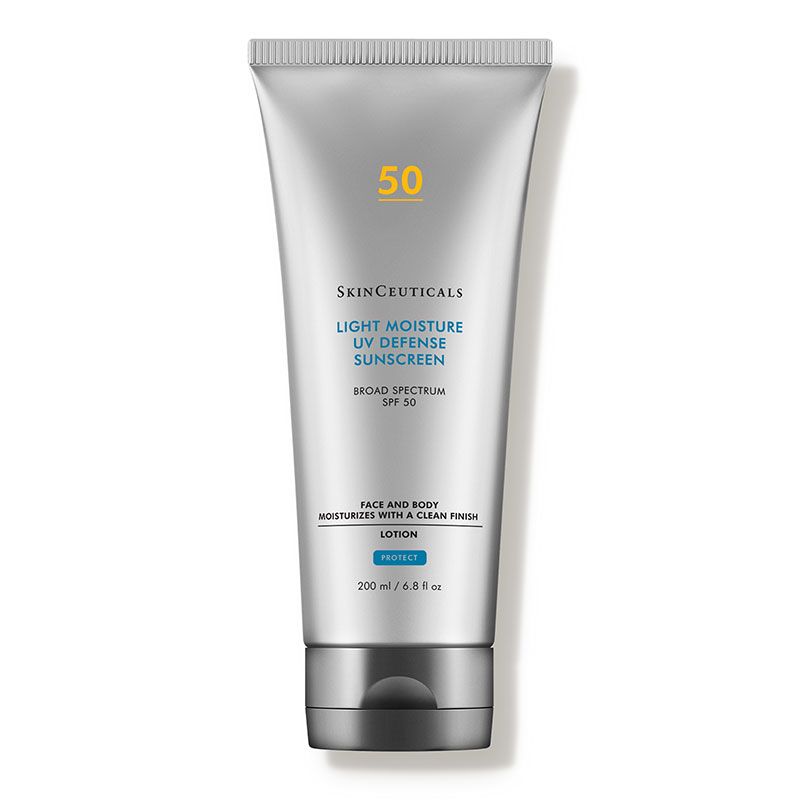 50
SKINCEUTICALS
LIGHT MOISTURE
UV DEFENSE
SUNSCREEN
BROAD SPECTRUM
SPF 50
FACE AND BODY
MOISTURIZES WITH A CLEAN FINISH
LOTION
PROTECT
200 ml / 6.8 fl oz